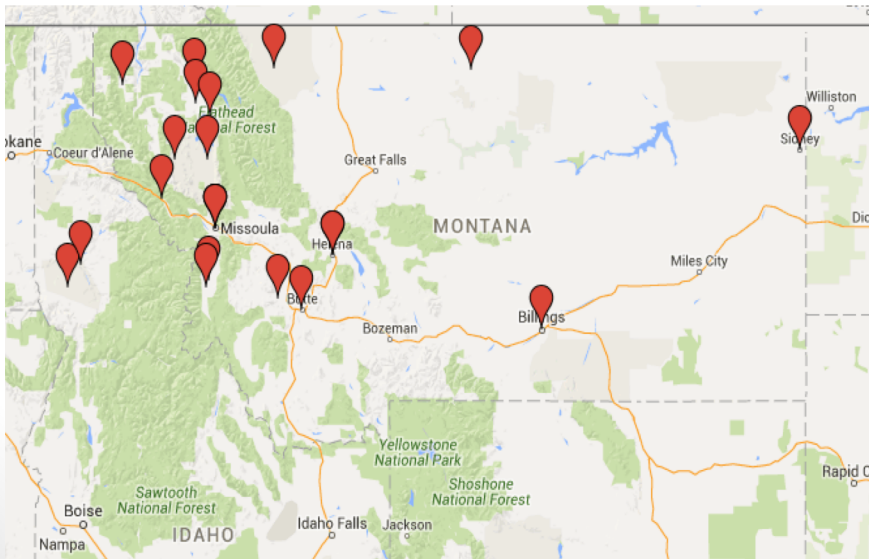 Williston
Flathead
National Forest
Sidney
okane
Coeur d'Alene
Great Falls
MONTANA
Missoula
Helena
Dic
Miles City
Butte
Billings
Bozeman
Yellowstone
National Park
Shoshone
National Forest
Rapid C
Sawtooth
National Forest
Boise
Nampa
IDAHO
Idaho Falls
Jackson